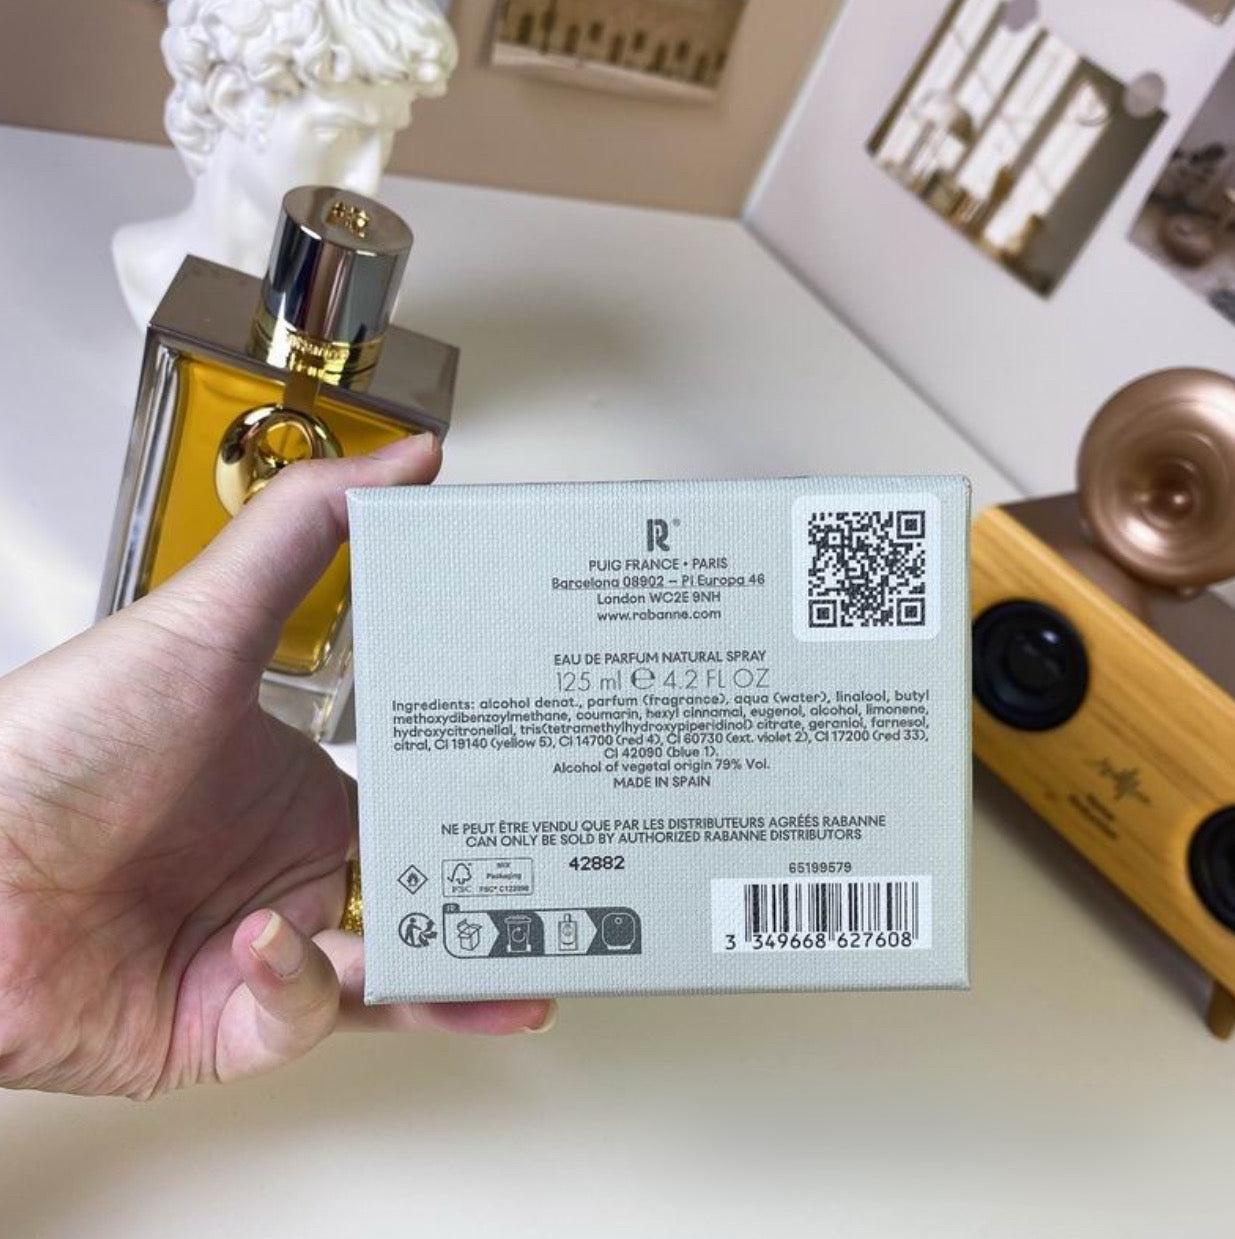 R®
PUIG FRANCE • PARIS
Barcelona 08902 – Pl Europa 46
London WC2E 9NH
www.rabanne.com
EAU DE PARFUM NATURAL SPRAY
125 ml ℮ 4.2 FL OZ
Ingredients: alcohol denat., parfum (fragrance), aqua (water), linalool, butyl
methoxydibenzoylmethane, coumarin, hexyl cinnamal, eugenol, alcohol, limonene,
hydroxycitronellal, tris(tetramethylhydroxypiperidinol) citrate, geraniol, farnesol,
citral, CI 19140 (yellow 5), CI 14700 (red 4), CI 60730 (ext. violet 2), CI 17200 (red 33),
CI 42090 (blue 1).
Alcohol of vegetal origin 79% Vol.
MADE IN SPAIN
NE PEUT ÊTRE VENDU QUE PAR LES DISTRIBUTEURS AGRÉÉS RABANNE
CAN ONLY BE SOLD BY AUTHORIZED RABANNE DISTRIBUTORS
42882
65199579
MIX
Packaging
FSC
FR
3 349668 627608